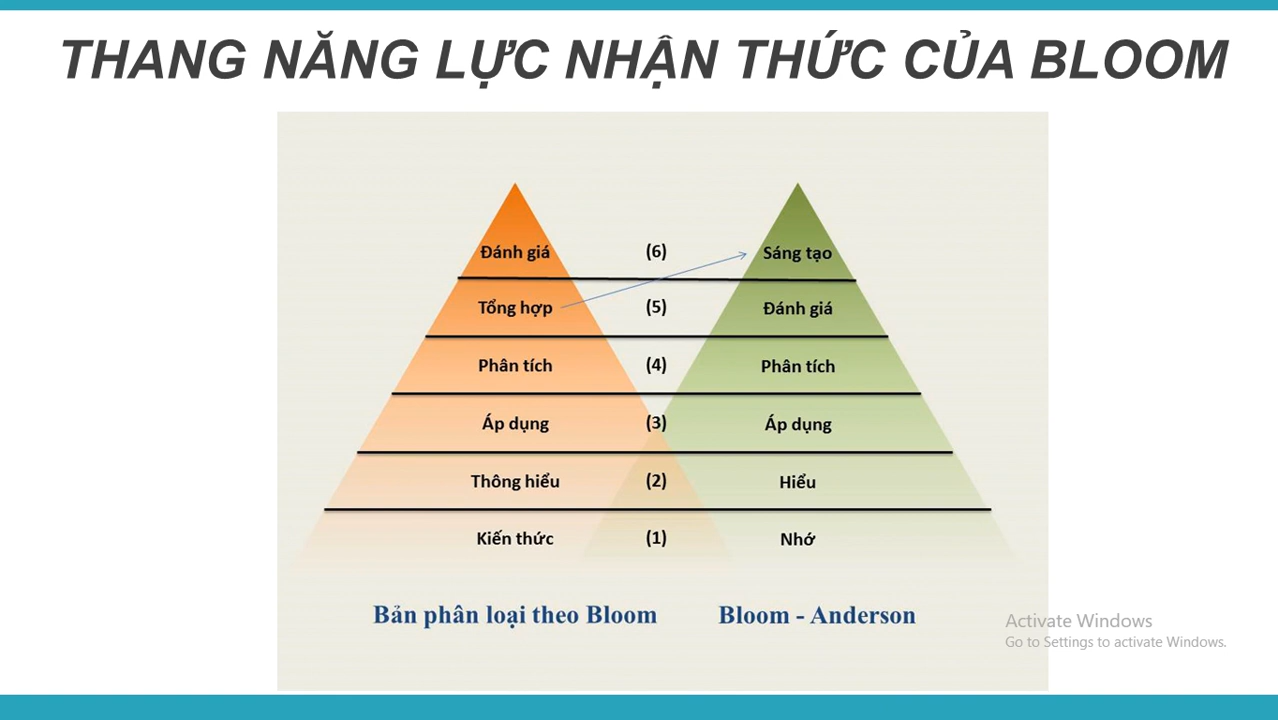 THANG NĂNG LỰC NHẬN THỨC CỦA BLOOM
Đánh giá (6) Sáng tạo
Tổng hợp (5) Đánh giá
Phân tích (4) Phân tích
Áp dụng (3) Áp dụng
Thông hiểu (2) Hiểu
Kiến thức (1) Nhớ
Bản phân loại theo Bloom Bloom - Anderson
Activate Windows
Go to Settings to activate Windows.